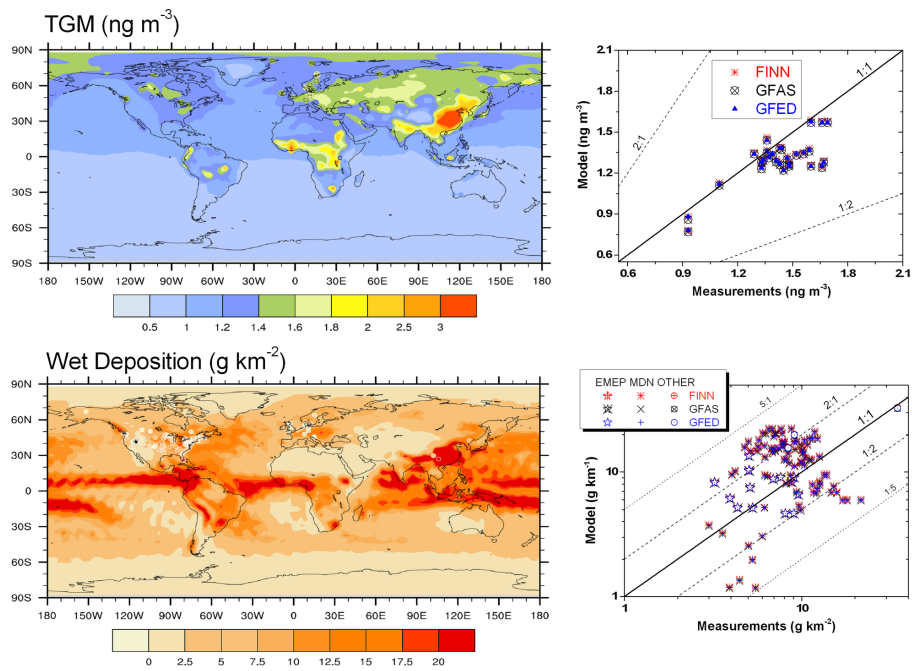 TGM (ng m-3)
90N
60N
30N
0
30S
60S
90S
180 150W 120W 90W 60W 30W 0 30E 60E 90E 120E 150E 180
0.5 1 1.2 1.4 1.6 1.8 2 2.5 3
2.1
1.8
1.5
1.2
0.9
0.6
Model (ng m-3)
FINN
GFAS
GFED
1:1
2:1
1:2
0.6 0.9 1.2 1.5 1.8 2.1
Measurements (ng m-3)
Wet Deposition (g km-2)
90N
60N
30N
0
30S
60S
90S
180 150W 120W 90W 60W 30W 0 30E 60E 90E 120E 150E 180
0 2.5 5 7.5 10 12.5 15 17.5 20
EMEP MDN OTHER
FINN
GFAS
GFED
5:1
2:1
1:1
1:2
1:5
10
1
Model (g km-1)
1 10
Measurements (g km-2)